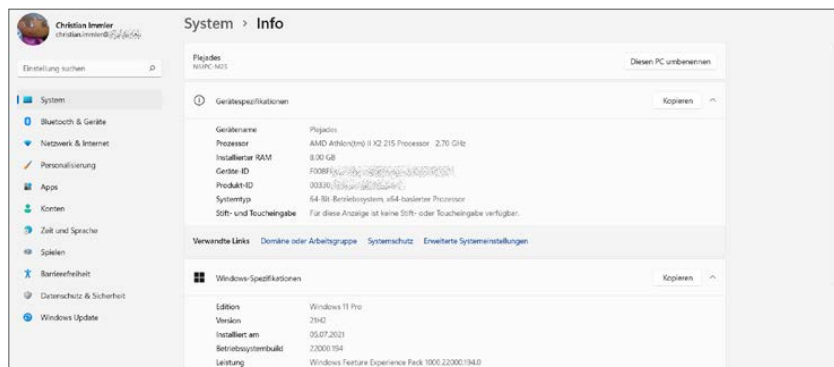 Christian Immler
christian.immler@
System > Info
Einstellung suchen
System
Bluetooth & Geräte
Netzwerk & Internet
Personalisierung
Apps
Konten
Zeit und Sprache
Spielen
Barrierefreiheit
Datenschutz & Sicherheit
Windows Update
Plejades
Diesen PC umbenennen
Gerätespezifikationen
Kopieren
Gerätename Plejades
Prozessor AMD Athlon(tm) II X2 215 Processor 2.70 GHz
Installierter RAM 8,00 GB
Geräte-ID
Produkt-ID 00330
Systemtyp 64-Bit-Betriebssystem, x64-basierter Prozessor
Stift- und Toucheingabe Für diese Anzeige ist keine Stift- oder Toucheingabe verfügbar.
Verwandte Links Domäne oder Arbeitsgruppe Systemschutz Erweiterte Systemeinstellungen
Windows-Spezifikationen
Kopieren
Edition Windows 11 Pro
Version 21H2
Installiert am 05.07.2021
Betriebssystembuild 22000.194
Leistung Windows Feature Experience Pack 1000.22000.194.0